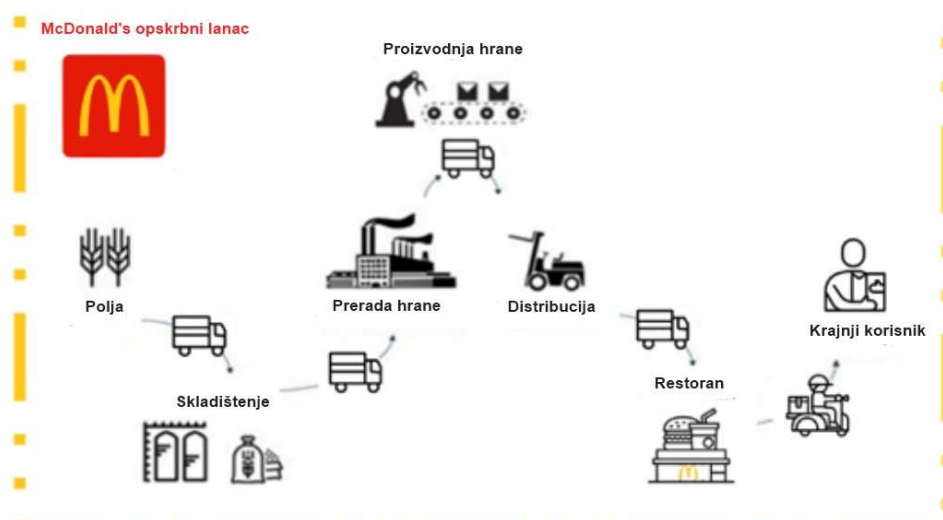 McDonald's opskrbni lanac
Proizvodnja hrane
Polja
Prerada hrane
Distribucija
Krajnji korisnik
Skladištenje
Restoran